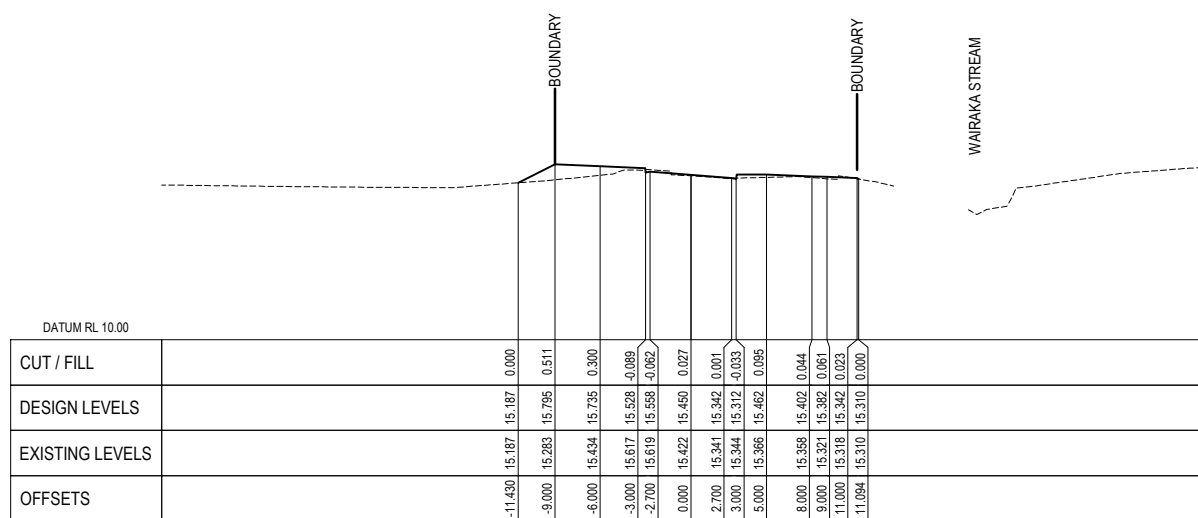 BOUNDARY
BOUNDARY
WAIRAKA STREAM
DATUM RL 10.00
CUT / FILL 0.000 0.511 0.300 -0.089 -0.062 0.027 0.001 -0.033 0.095 0.044 0.061 0.023 0.000
DESIGN LEVELS 15.187 15.795 15.735 15.528 15.558 15.450 15.342 15.312 15.462 15.402 15.382 15.342 15.310
EXISTING LEVELS 15.187 15.283 15.434 15.617 15.619 15.422 15.341 15.344 15.366 15.358 15.321 15.318 15.310
OFFSETS -11.430 -9.000 -6.000 -3.000 -2.700 0.000 2.700 3.000 5.000 8.000 9.000 11.000 11.094